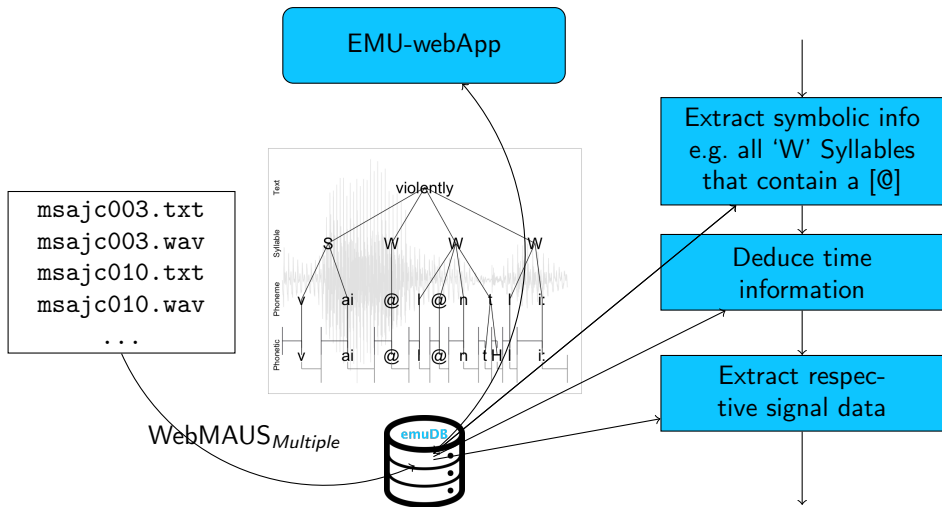 EMU-webApp
msajc003.txt
msajc003.wav
msajc010.txt
msajc010.wav
...
Text
violently
Syllable
S W W W
Phoneme
v ai @ l @ n t l i:
Phonetic
v ai @ l @ n t H l i:
WebMAUSMultiple
emuDB
Extract symbolic info
e.g. all ‘W’ Syllables
that contain a [@]
Deduce time
information
Extract respec-
tive signal data